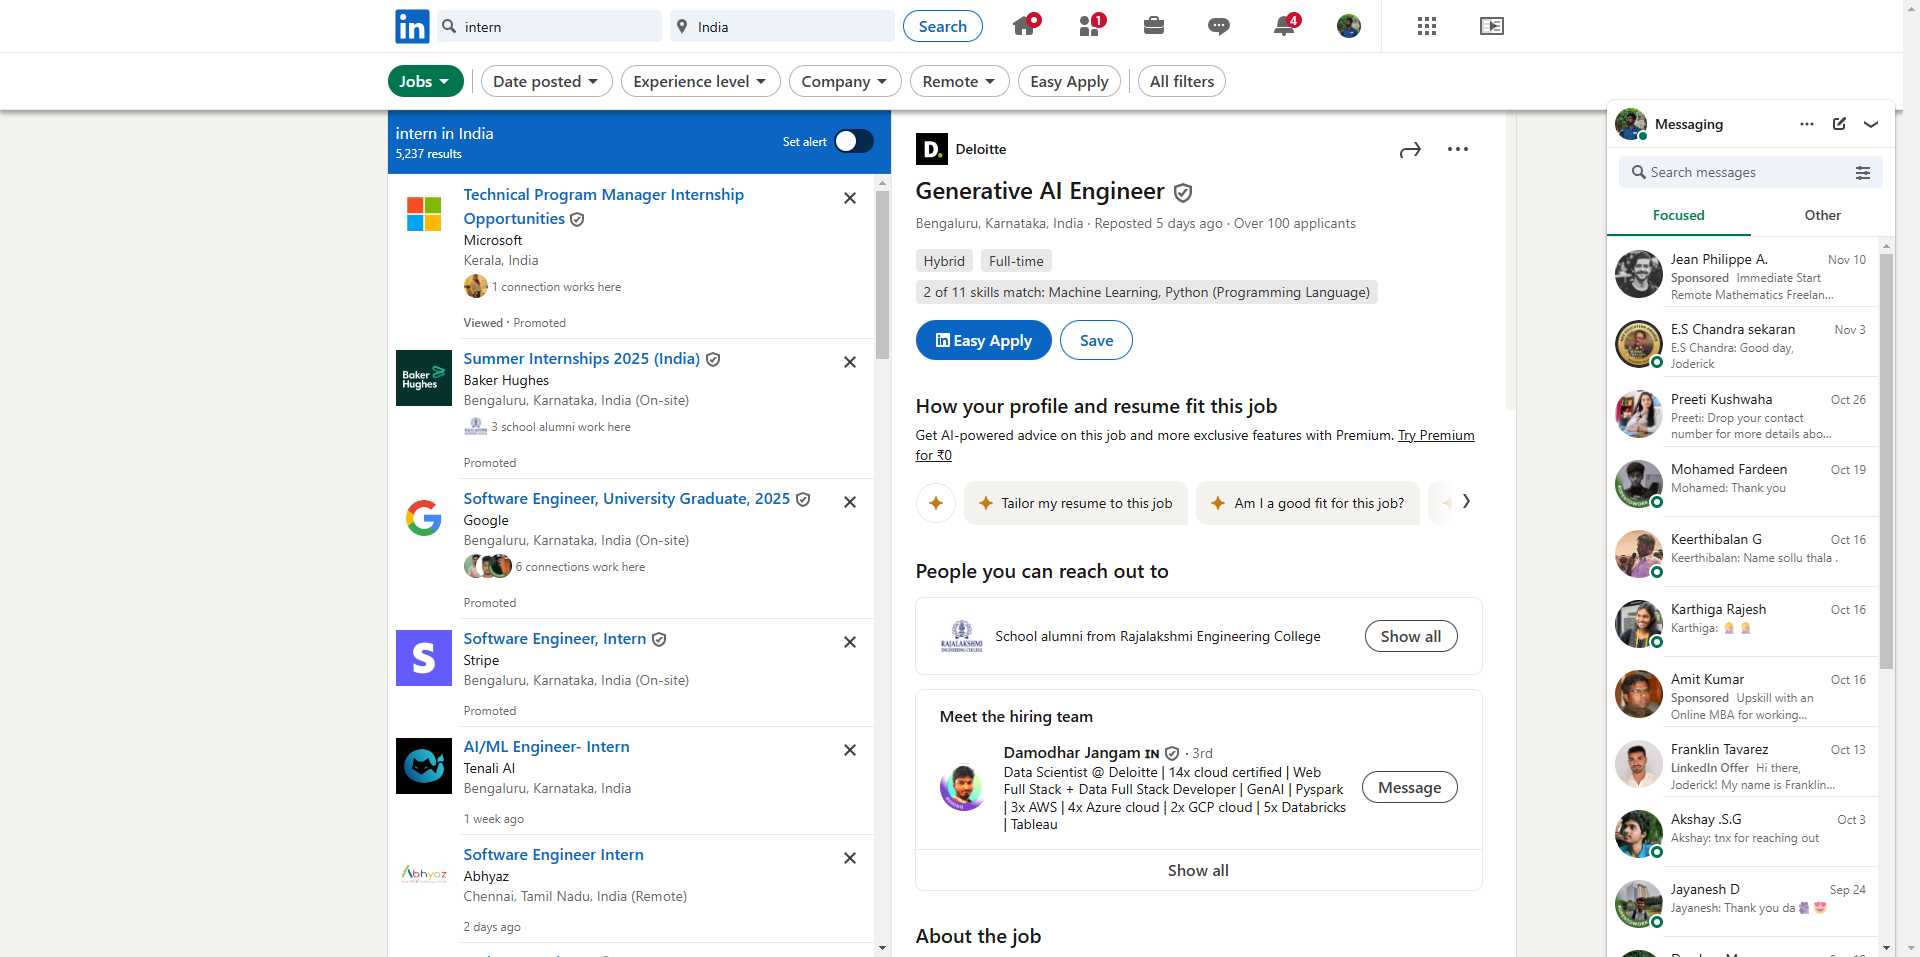 in
intern
India
Search
1
4
Jobs
Date posted
Experience level
Company
Remote
Easy Apply
All filters
intern in India
5,237 results
Set alert
Technical Program Manager Internship
Opportunities
Microsoft
Kerala, India
1 connection works here
Viewed · Promoted
Baker
Hughes
Summer Internships 2025 (India)
Baker Hughes
Bengaluru, Karnataka, India (On-site)
3 school alumni work here
Promoted
Software Engineer, University Graduate, 2025
Google
Bengaluru, Karnataka, India (On-site)
6 connections work here
Promoted
S
Software Engineer, Intern
Stripe
Bengaluru, Karnataka, India (On-site)
Promoted
AI/ML Engineer- Intern
Tenali AI
Bengaluru, Karnataka, India
1 week ago
Abhyaz
Software Engineer Intern
Abhyaz
Chennai, Tamil Nadu, India (Remote)
2 days ago
D.
Deloitte
Generative AI Engineer
Bengaluru, Karnataka, India · Reposted 5 days ago · Over 100 applicants
Hybrid
Full-time
2 of 11 skills match: Machine Learning, Python (Programming Language)
in Easy Apply
Save
How your profile and resume fit this job
Get AI-powered advice on this job and more exclusive features with Premium. Try Premium
for ₹0
Tailor my resume to this job
Am I a good fit for this job?
People you can reach out to
RAJALAKSHMI
ENGINEERING COLLEGE
School alumni from Rajalakshmi Engineering College
Show all
Meet the hiring team
Damodhar Jangam IN · 3rd
Data Scientist @ Deloitte | 14x cloud certified | Web
Full Stack + Data Full Stack Developer | GenAI | Pyspark
| 3x AWS | 4x Azure cloud | 2x GCP cloud | 5x Databricks
| Tableau
Message
Show all
About the job
Messaging
Search messages
Focused
Other
Jean Philippe A.
Nov 10
Sponsored Immediate Start
Remote Mathematics Freelan...
E.S Chandra sekaran
Nov 3
E.S Chandra: Good day,
Joderick
Preeti Kushwaha
Oct 26
Preeti: Drop your contact
number for more details abo...
Mohamed Fardeen
Oct 19
Mohamed: Thank you
Keerthibalan G
Oct 16
Keerthibalan: Name sollu thala .
Karthiga Rajesh
Oct 16
Karthiga:
Amit Kumar
Oct 16
Sponsored Upskill with an
Online MBA for working...
Franklin Tavarez
Oct 13
LinkedIn Offer Hi there,
Joderick! My name is Franklin...
Akshay .S.G
Oct 3
Akshay: tnx for reaching out
Jayanesh D
Sep 24
Jayanesh: Thank you da